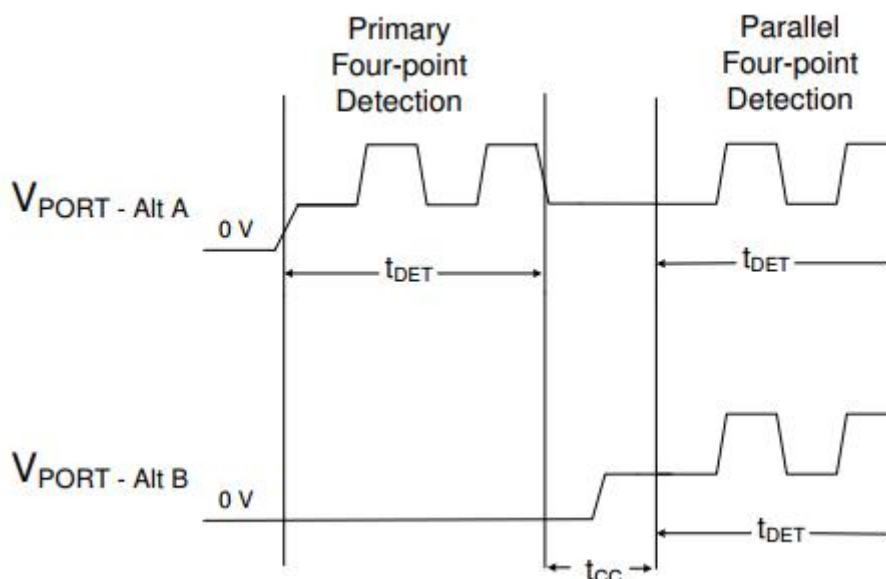 Primary
Four-point
Detection
Parallel
Four-point
Detection
VPORT - Alt A
0 V
tDET
tDET
VPORT - Alt B
0 V
tDET
tCC